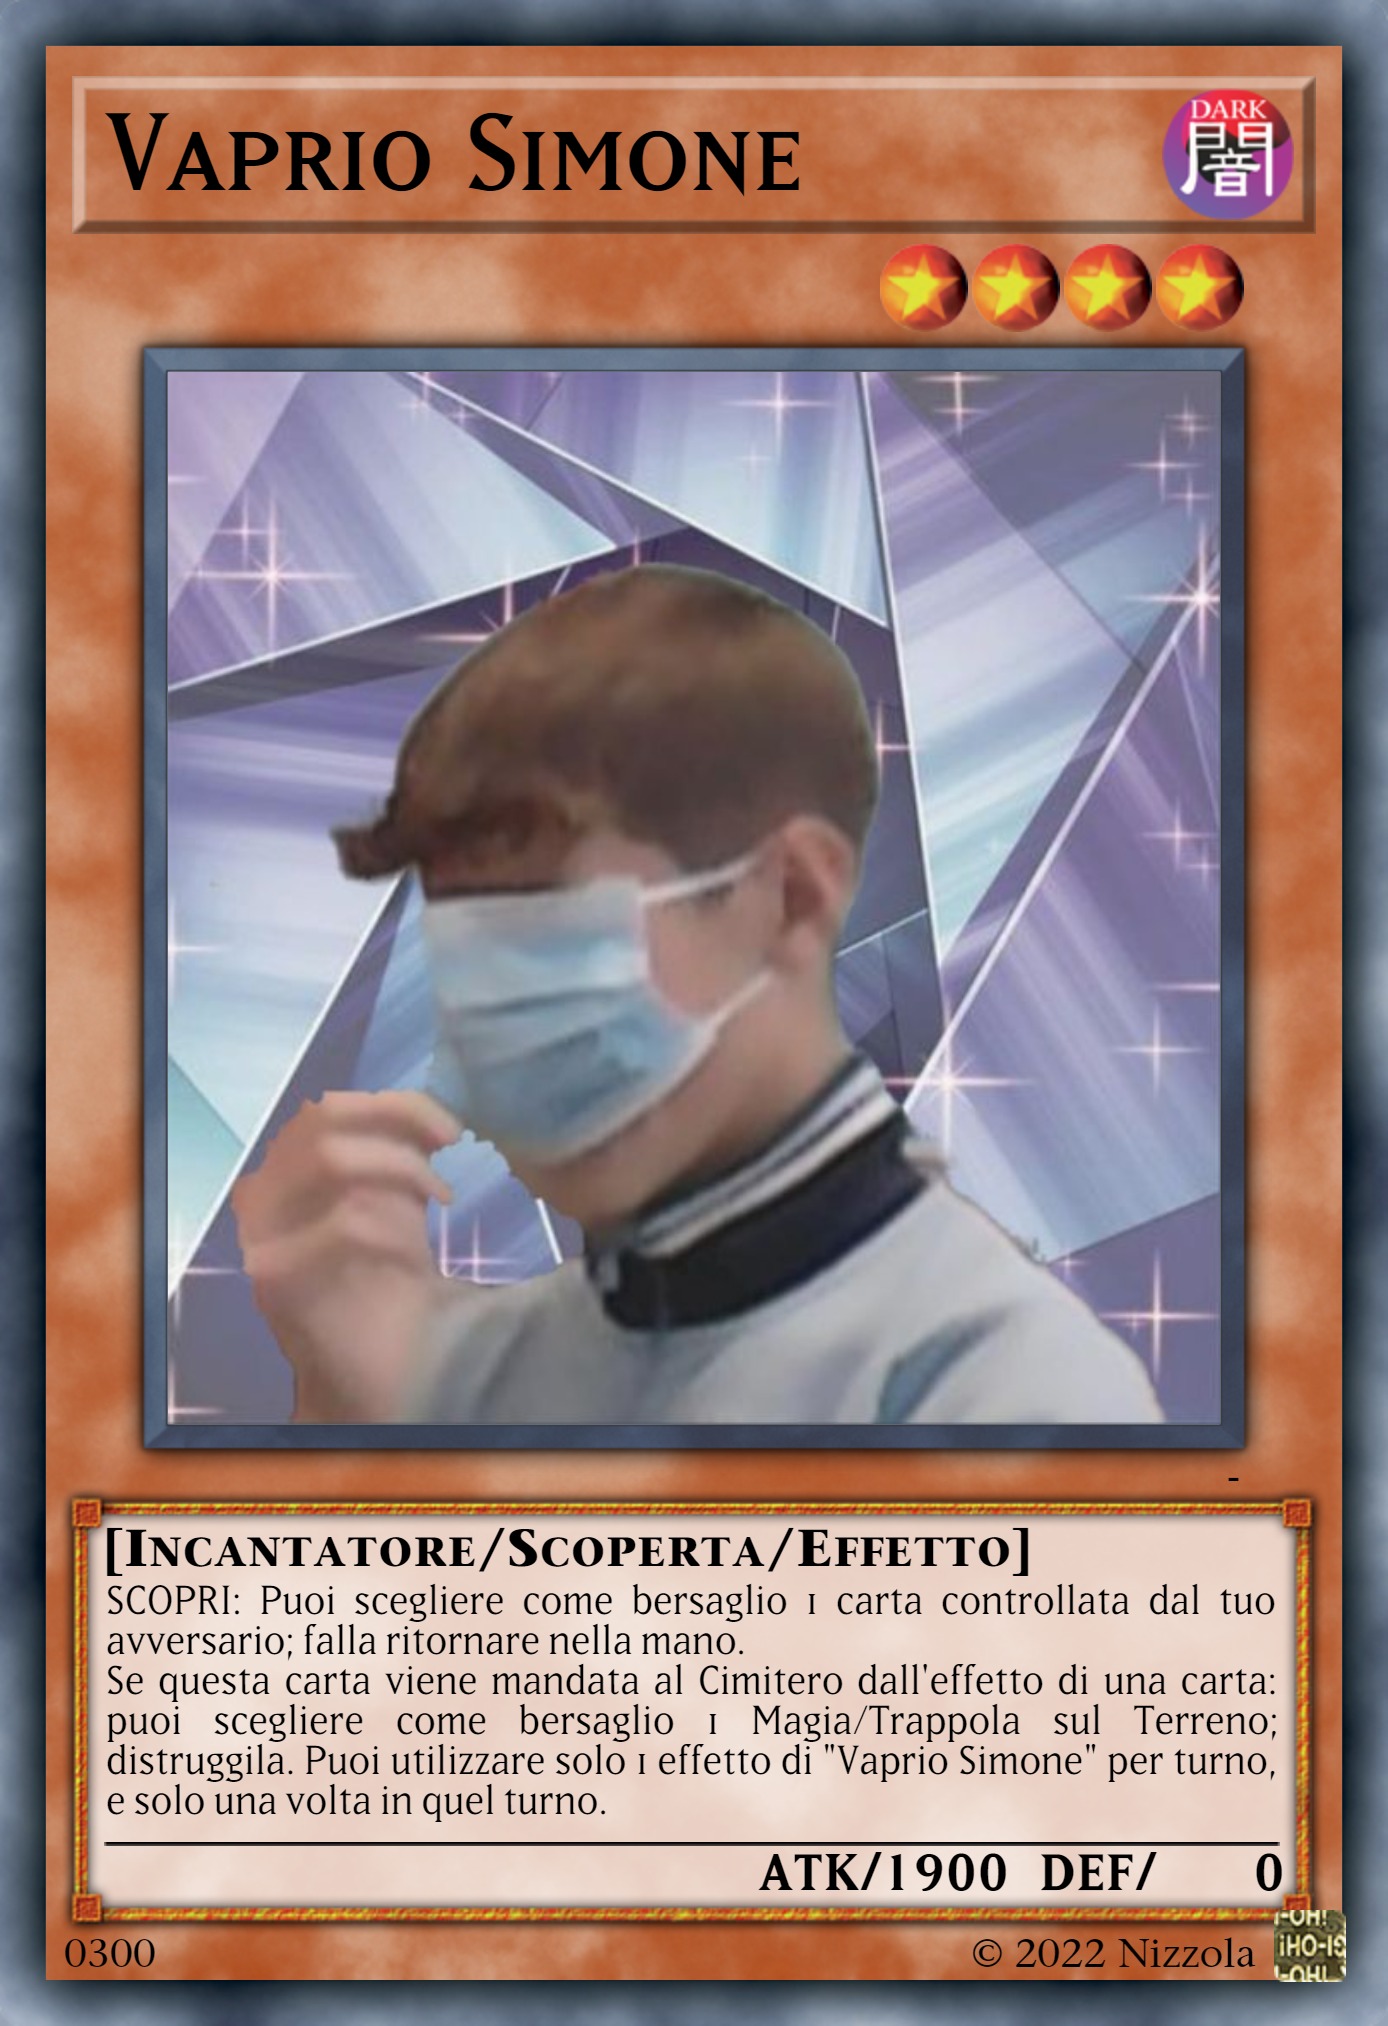 VAPRIO SIMONE
DARK
闇
-
[INCANTATORE/SCOPERTA/EFFETTO]
SCOPRI: Puoi scegliere come bersaglio 1 carta controllata dal tuo
avversario; falla ritornare nella mano.
Se questa carta viene mandata al Cimitero dall'effetto di una carta:
puoi scegliere come bersaglio 1 Magia/Trappola sul Terreno;
distruggila. Puoi utilizzare solo 1 effetto di "Vaprio Simone" per turno,
e solo una volta in quel turno.
ATK/1900 DEF/ 0
0300
© 2022 Nizzola